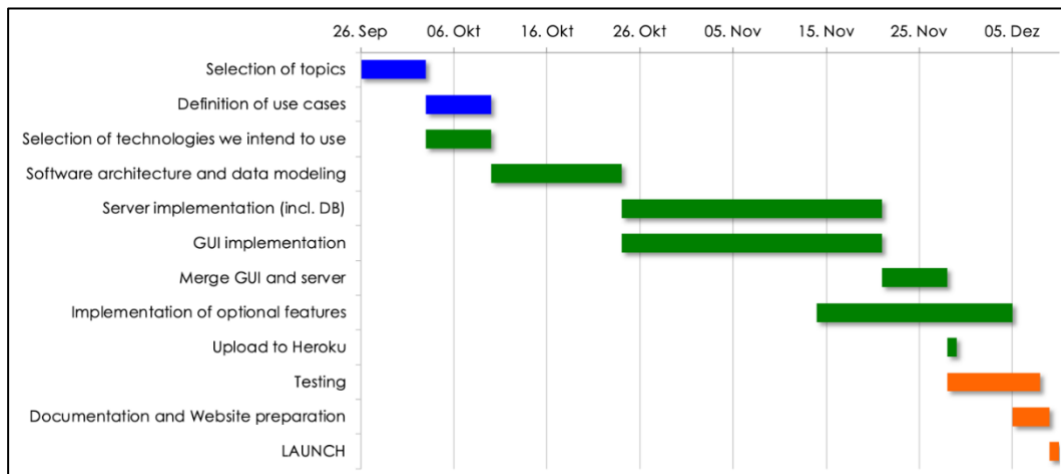 26. Sep
06. Okt
16. Okt
26. Okt
05. Nov
15. Nov
25. Nov
05. Dez
Selection of topics
Definition of use cases
Selection of technologies we intend to use
Software architecture and data modeling
Server implementation (incl. DB)
GUI implementation
Merge GUI and server
Implementation of optional features
Upload to Heroku
Testing
Documentation and Website preparation
LAUNCH